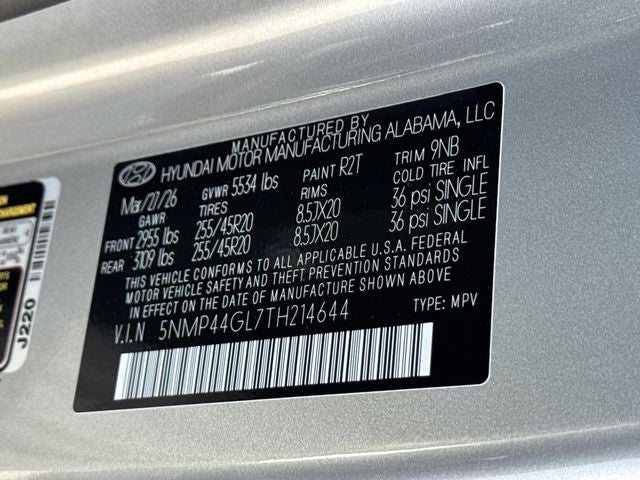 MANUFACTURED BY
HYUNDAI MOTOR MANUFACTURING ALABAMA, LLC
Mar/27/26 GVWR 5534 lbs PAINT R2T TRIM 9NB
GAWR TIRES RIMS COLD TIRE INFL
FRONT 2955 lbs 255/45R20 8.5JX20 36 psi SINGLE
REAR 3109 lbs 255/45R20 8.5JX20 36 psi SINGLE
THIS VEHICLE CONFORMS TO ALL APPLICABLE U.S.A. FEDERAL
MOTOR VEHICLE SAFETY AND THEFT PREVENTION STANDARDS
IN EFFECT ON THE DATE OF MANUFACTURE SHOWN ABOVE
V.I.N 5NMP44GL7TH214644 TYPE: MPV
J220